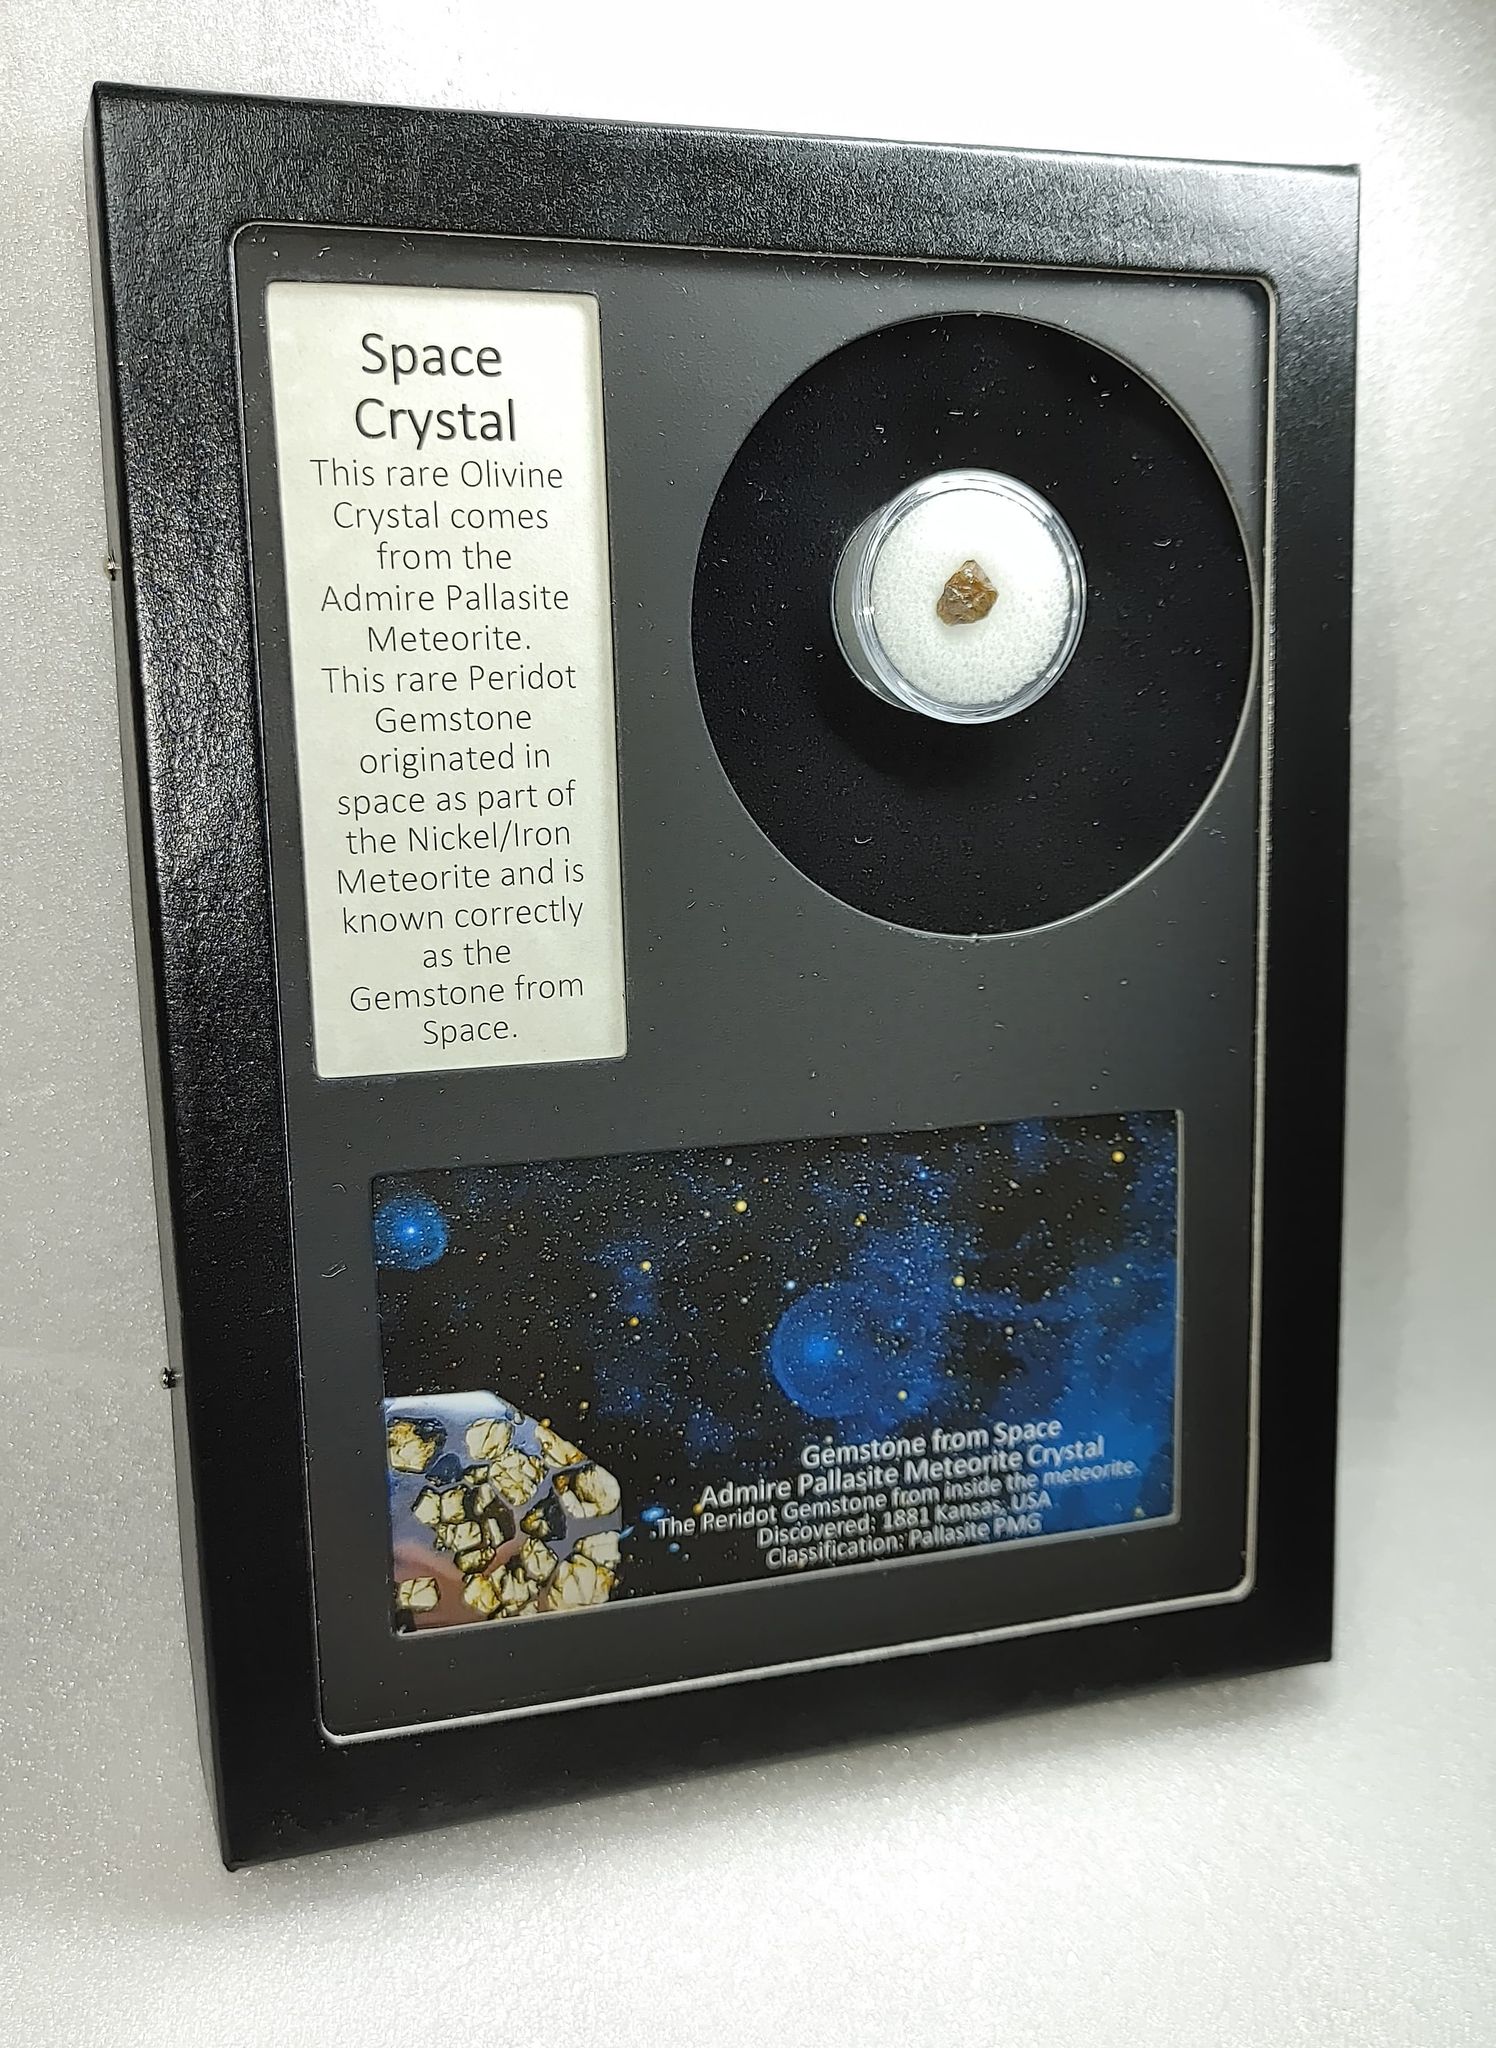 Space
Crystal
This rare Olivine
Crystal comes
from the
Admire Pallasite
Meteorite.
This rare Peridot
Gemstone
originated in
space as part of
the Nickel/Iron
Meteorite and is
known correctly
as the
Gemstone from
Space.
Gemstone from Space
Admire Pallasite Meteorite Crystal
The Peridot Gemstone from inside the meteorite.
Discovered: 1881 Kansas, USA
Classification: Pallasite PMG